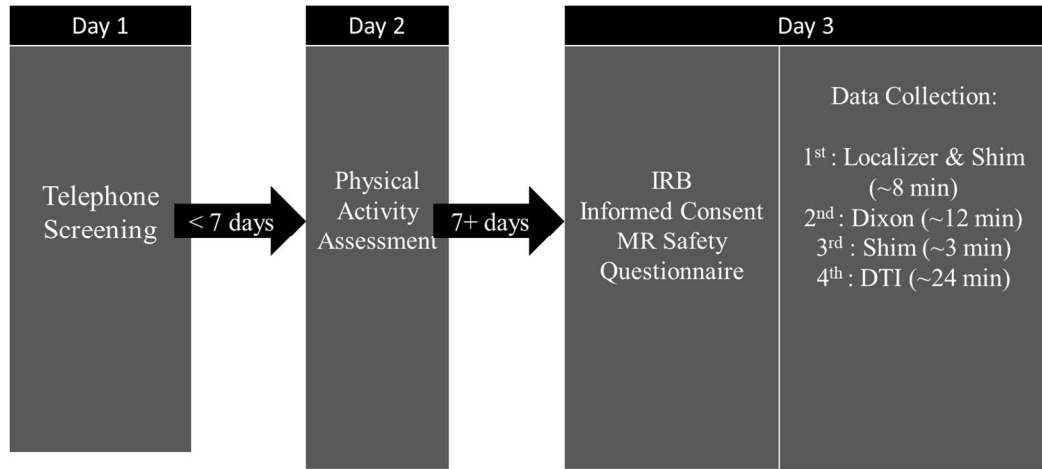 Day 1
Telephone
Screening
< 7 days
Day 2
Physical
Activity
Assessment
7+ days
Day 3
IRB
Informed Consent
MR Safety
Questionnaire
Data Collection:
1st : Localizer & Shim
(~8 min)
2nd : Dixon (~12 min)
3rd : Shim (~3 min)
4th : DTI (~24 min)